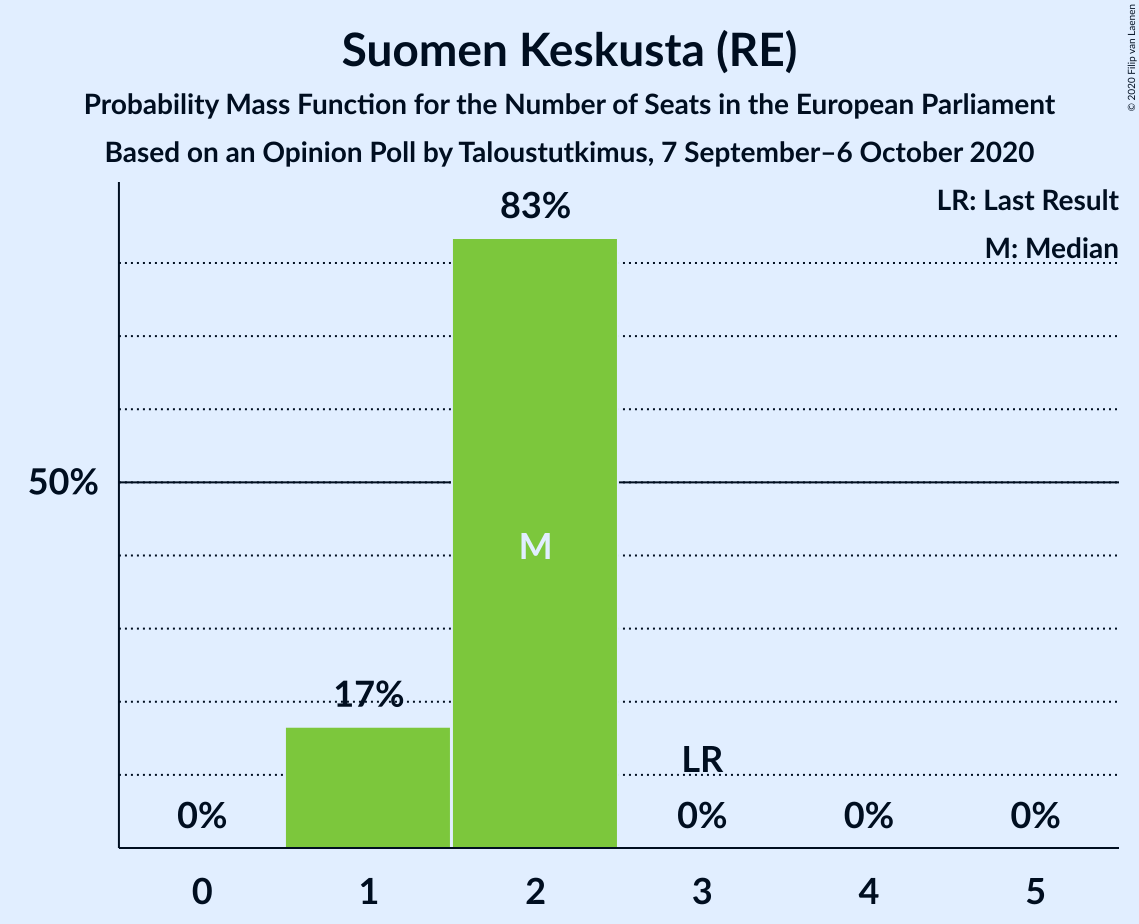 Suomen Keskusta (RE)
Probability Mass Function for the Number of Seats in the European Parliament
Based on an Opinion Poll by Taloustutkimus, 7 September–6 October 2020
© 2020 Filip van Laenen
LR: Last Result
M: Median
83%
50%
M
17%
LR
0%
0%
0%
0%
0
1
2
3
4
5